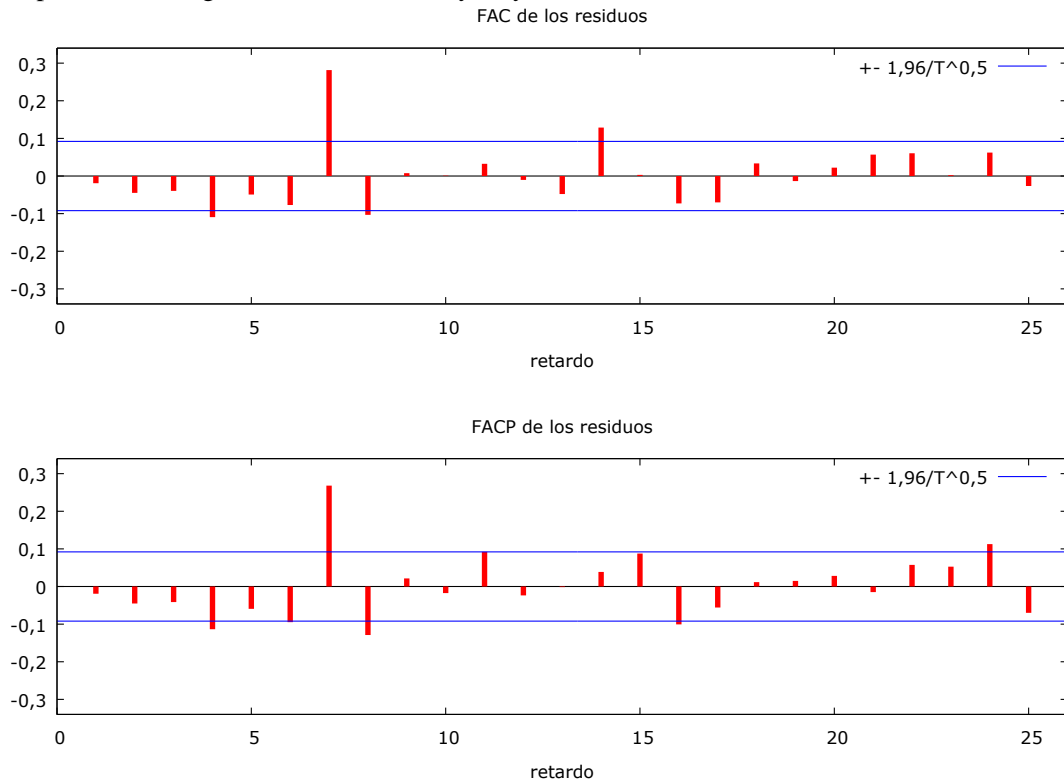 FAC de los residuos
+- 1,96/T^0,5
0,3
0,2
0,1
0
-0,1
-0,2
-0,3
0 5 10 15 20 25
retardo
FACP de los residuos
+- 1,96/T^0,5
0,3
0,2
0,1
0
-0,1
-0,2
-0,3
0 5 10 15 20 25
retardo